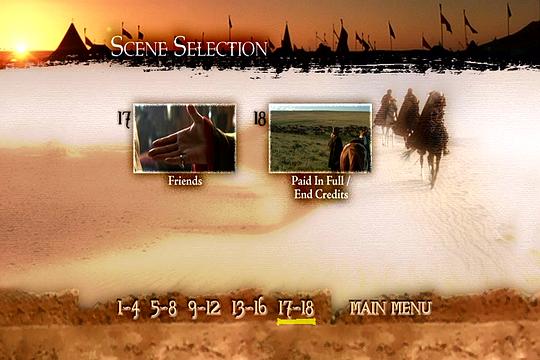 Scene Selection
17
18
Friends
Paid In Full /
End Credits
1-4 5-8 9-12 13-16 17-18 MAIN MENU